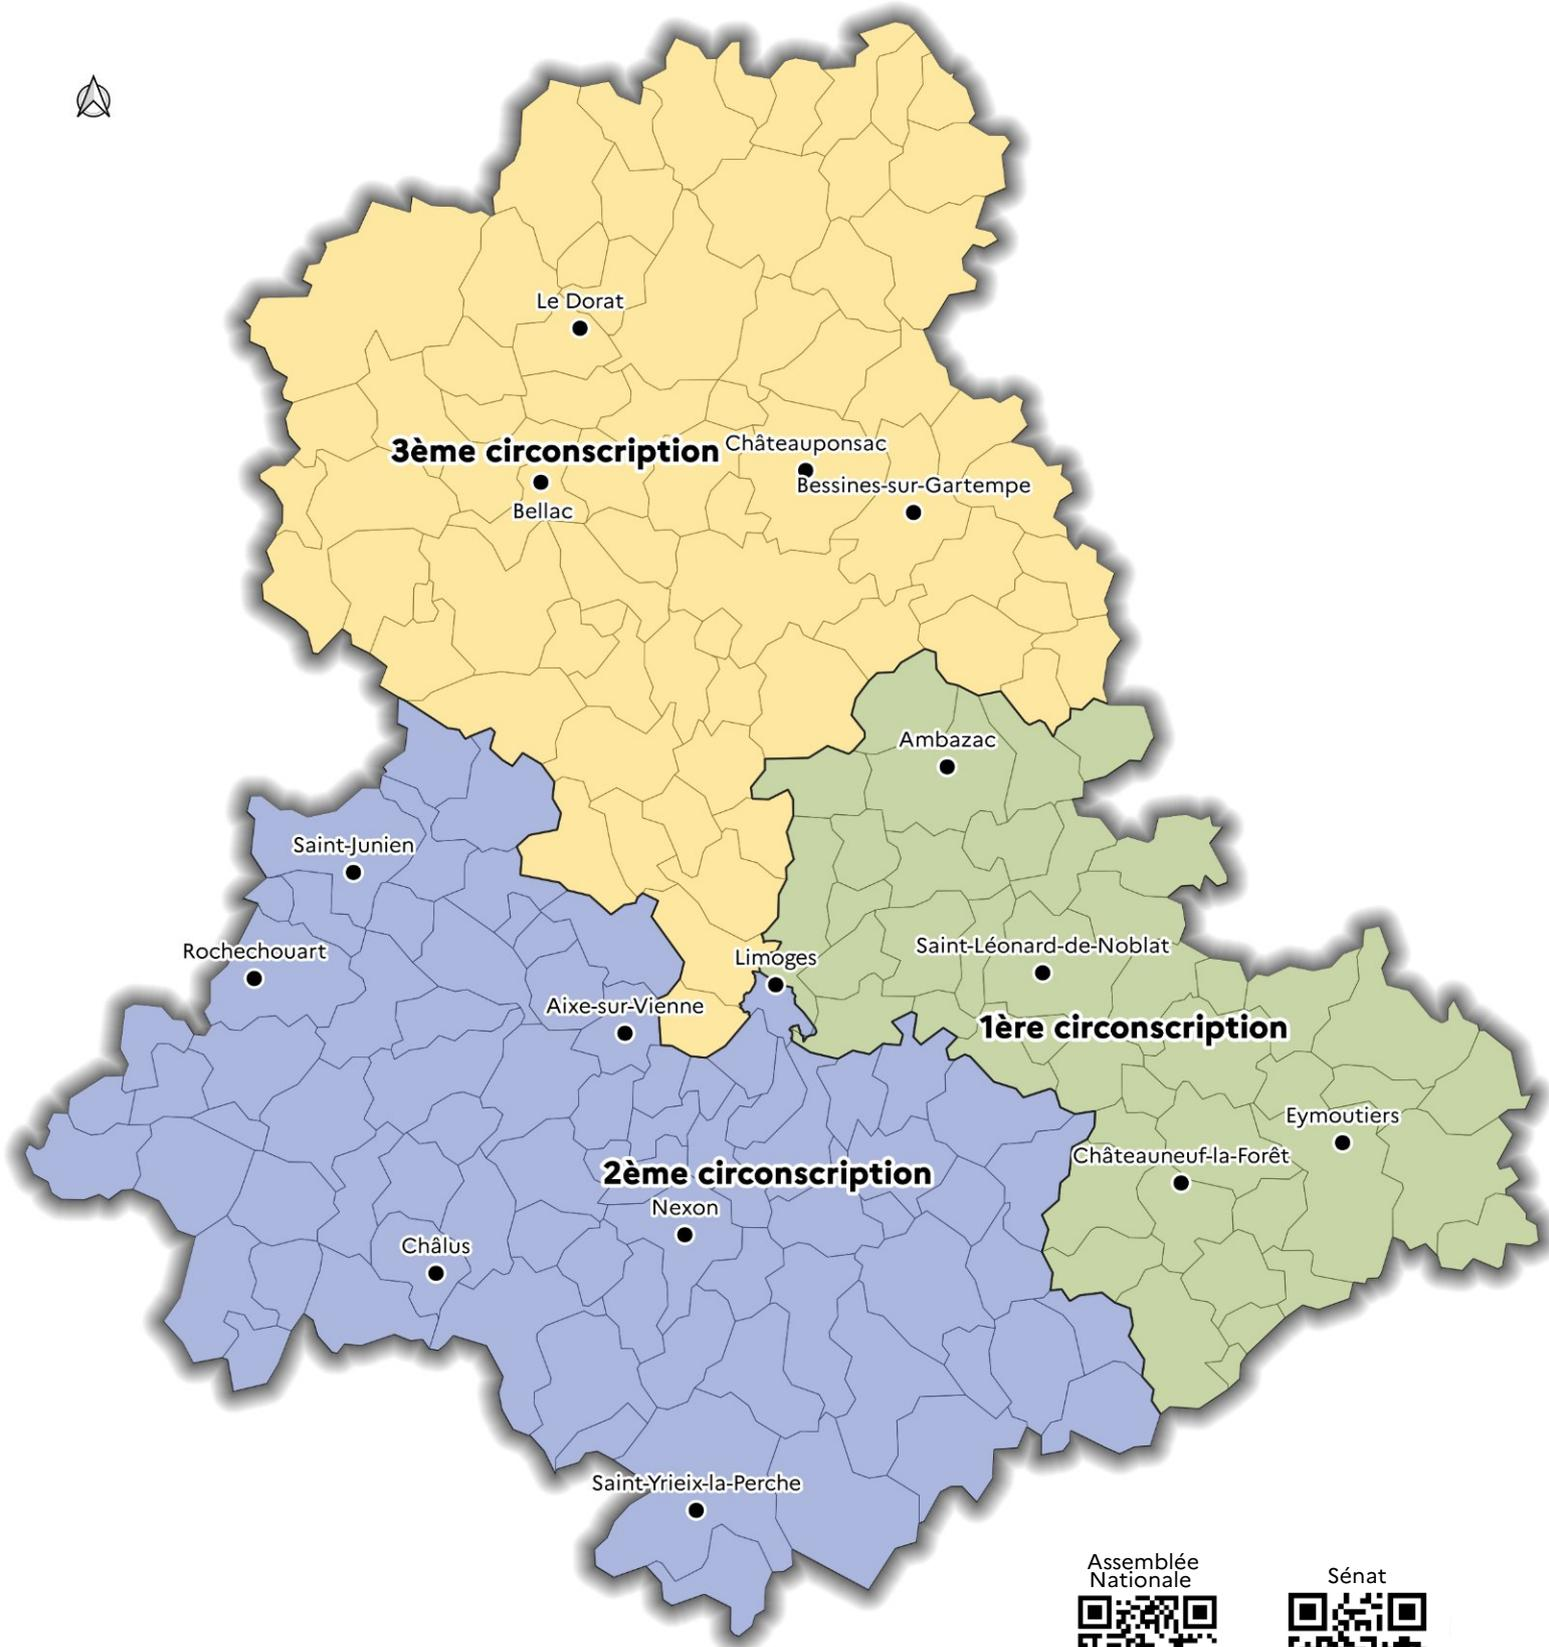 Le Dorat
3ème circonscription
Châteauponsac
Bessines-sur-Gartempe
Bellac
Ambazac
Saint-Junien
Rochechouart
Limoges
Saint-Léonard-de-Noblat
Aixe-sur-Vienne
1ère circonscription
Eymoutiers
Châteauneuf-la-Forêt
2ème circonscription
Nexon
Châlus
Saint-Yrieix-la-Perche
Assemblée
Nationale
Sénat